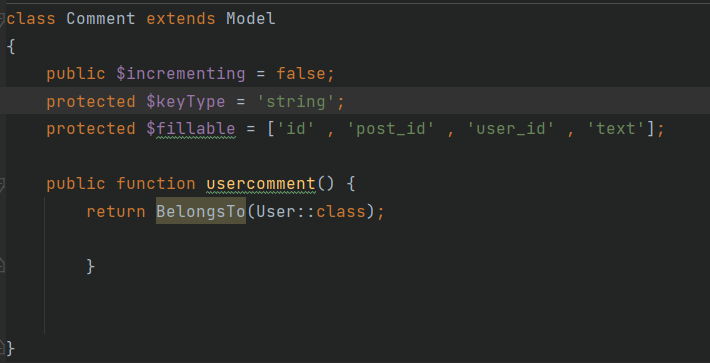 class Comment extends Model
{
    public $incrementing = false;
    protected $keyType = 'string';
    protected $fillable = ['id' , 'post_id' , 'user_id' , 'text'];

    public function usercomment() {
        return BelongsTo(User::class);

        }

}